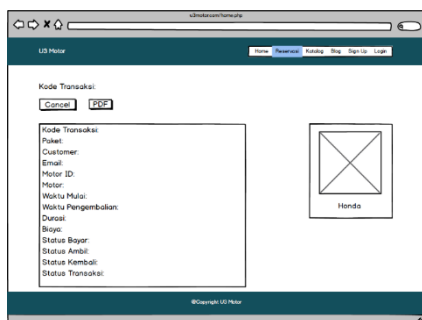 u3motor.com/home.php
U3 Motor
Home Reservasi Katalog Blog Sign Up Login
Kode Transaksi:
Cancel PDF
Kode Transaksi:
Paket:
Customer:
Email:
Motor ID:
Motor:
Waktu Mulai:
Waktu Pengembalian:
Durasi:
Biaya:
Status Bayar:
Status Ambil:
Status Kembali:
Status Transaksi:
Honda
©Copyright U3 Motor